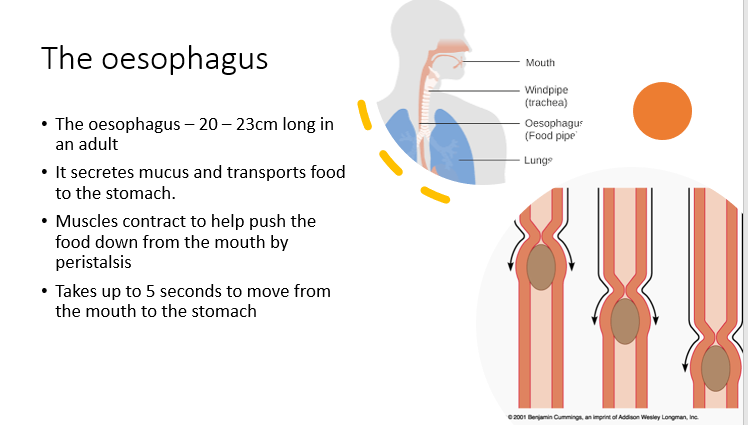 The oesophagus
• The oesophagus – 20 – 23cm long in
an adult
• It secretes mucus and transports food
to the stomach.
• Muscles contract to help push the
food down from the mouth by
peristalsis
• Takes up to 5 seconds to move from
the mouth to the stomach
Mouth
Windpipe
(trachea)
Oesophagus
(Food pipe
Lungs
© 2001 Benjamin Cummings, an imprint of Addison Wesley Longman, Inc.